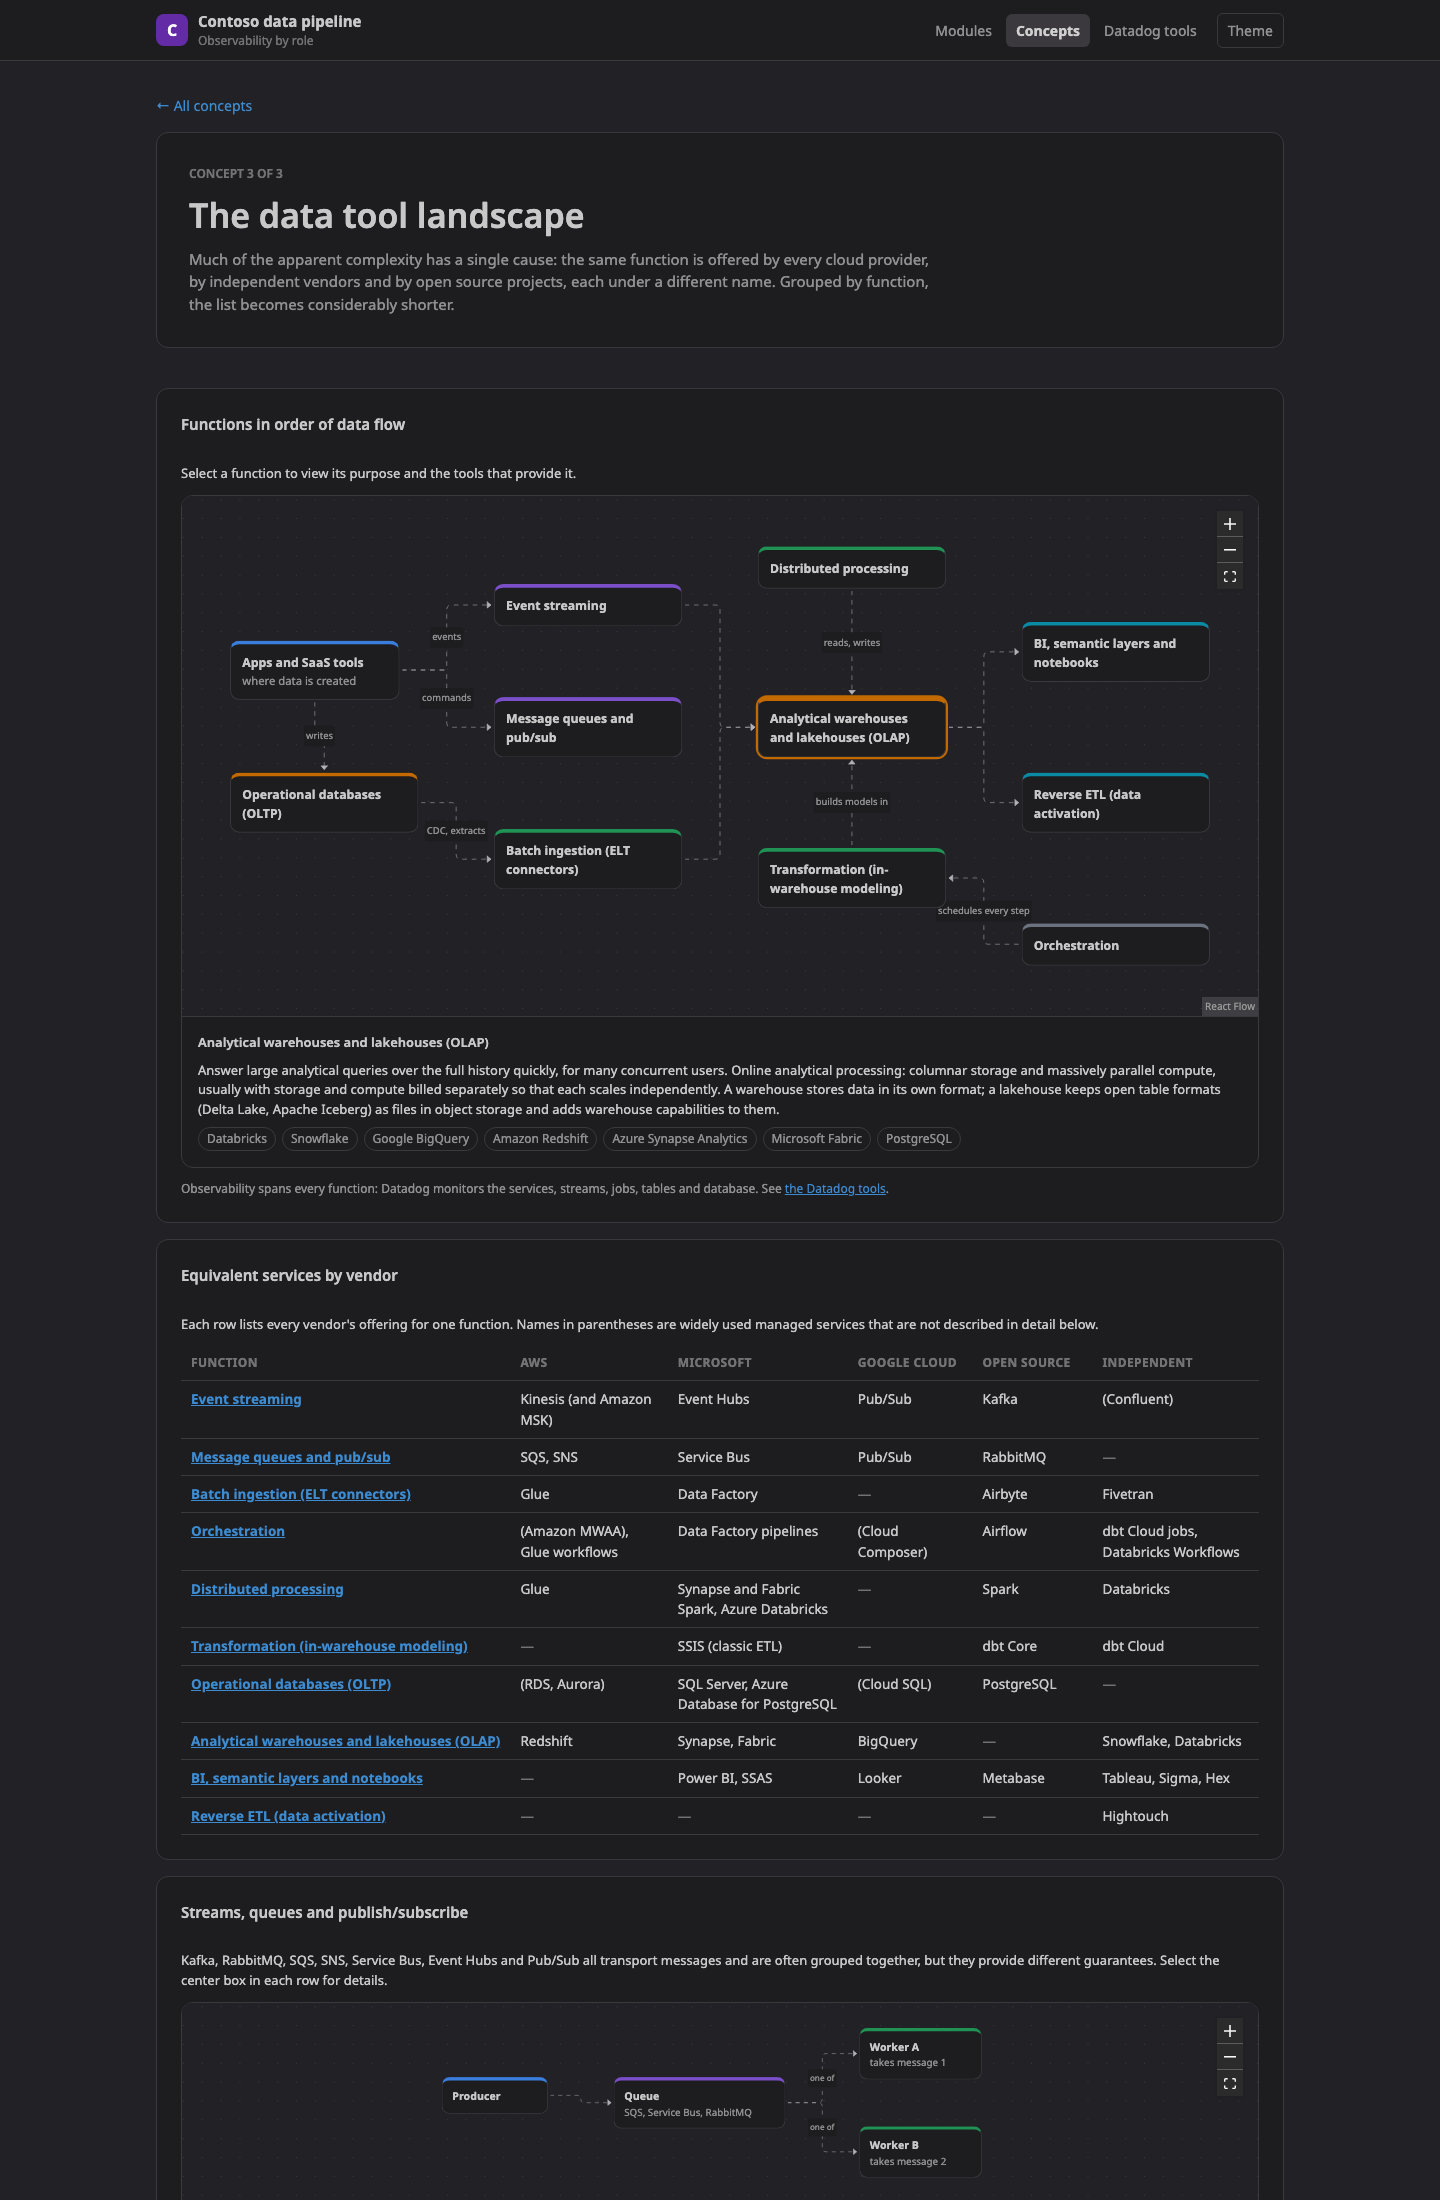 C
Contoso data pipeline
Observability by role
Modules
Concepts
Datadog tools
Theme
← All concepts
CONCEPT 3 OF 3
The data tool landscape
Much of the apparent complexity has a single cause: the same function is offered by every cloud provider,
by independent vendors and by open source projects, each under a different name. Grouped by function,
the list becomes considerably shorter.
Functions in order of data flow
Select a function to view its purpose and the tools that provide it.
Distributed processing
Event streaming
events
reads, writes
BI, semantic layers and
notebooks
Apps and SaaS tools
where data is created
commands
Message queues and
pub/sub
Analytical warehouses
and lakehouses (OLAP)
writes
Operational databases
(OLTP)
builds models in
Reverse ETL (data
activation)
CDC, extracts
Batch ingestion (ELT
connectors)
Transformation (in-
warehouse modeling)
schedules every step
Orchestration
React Flow
Analytical warehouses and lakehouses (OLAP)
Answer large analytical queries over the full history quickly, for many concurrent users. Online analytical processing: columnar storage and massively parallel compute,
usually with storage and compute billed separately so that each scales independently. A warehouse stores data in its own format; a lakehouse keeps open table formats
(Delta Lake, Apache Iceberg) as files in object storage and adds warehouse capabilities to them.
Databricks
Snowflake
Google BigQuery
Amazon Redshift
Azure Synapse Analytics
Microsoft Fabric
PostgreSQL
Observability spans every function: Datadog monitors the services, streams, jobs, tables and database. See the Datadog tools.
Equivalent services by vendor
Each row lists every vendor's offering for one function. Names in parentheses are widely used managed services that are not described in detail below.
FUNCTION AWS MICROSOFT GOOGLE CLOUD OPEN SOURCE INDEPENDENT
Event streaming Kinesis (and Amazon Event Hubs Pub/Sub Kafka (Confluent)
MSK)
Message queues and pub/sub SQS, SNS Service Bus Pub/Sub RabbitMQ —
Batch ingestion (ELT connectors) Glue Data Factory — Airbyte Fivetran
Orchestration (Amazon MWAA), Data Factory pipelines (Cloud Airflow dbt Cloud jobs,
Glue workflows Composer) Databricks Workflows
Distributed processing Glue Synapse and Fabric — Spark Databricks
Spark, Azure Databricks
Transformation (in-warehouse modeling) — SSIS (classic ETL) — dbt Core dbt Cloud
Operational databases (OLTP) (RDS, Aurora) SQL Server, Azure (Cloud SQL) PostgreSQL —
Database for PostgreSQL
Analytical warehouses and lakehouses (OLAP) Redshift Synapse, Fabric BigQuery — Snowflake, Databricks
BI, semantic layers and notebooks — Power BI, SSAS Looker Metabase Tableau, Sigma, Hex
Reverse ETL (data activation) — — — — Hightouch
Streams, queues and publish/subscribe
Kafka, RabbitMQ, SQS, SNS, Service Bus, Event Hubs and Pub/Sub all transport messages and are often grouped together, but they provide different guarantees. Select the
center box in each row for details.
Worker A
takes message 1
one of
Producer
Queue
SQS, Service Bus, RabbitMQ
one of
Worker B
takes message 2